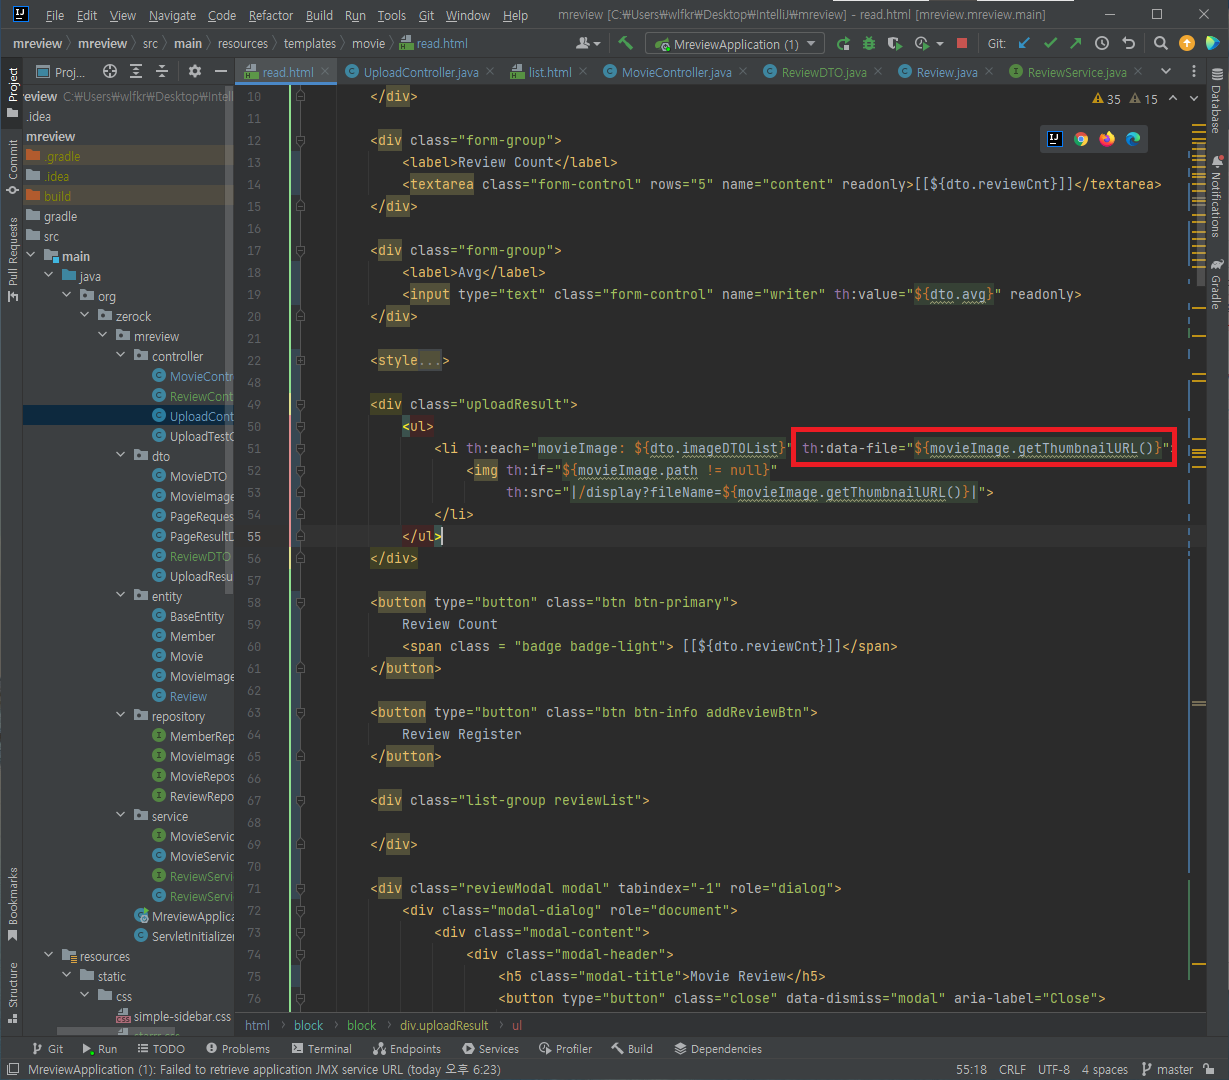 File Edit View Navigate Code Refactor Build Run Tools Git Window Help mreview [C:₩Users₩wlfkr₩Desktop₩IntelliJ₩mreview] - read.html [mreview.mreview.main]
mreview mreview src main resources templates movie read.html MreviewApplication (1) Git:
Proj... read.html UploadController.java list.html MovieController.java ReviewDTO.java Review.java ReviewService.java
Project
Commit
Pull Requests
Bookmarks
Structure
mreview C:₩Users₩wlfkr₩Desktop₩Intelli
.idea
mreview
.gradle
.idea
build
gradle
src
main
java
org
zerock
mreview
controller
MovieContr
ReviewCont
UploadCont
UploadTestC
dto
MovieDTO
MovieImage
PageReques
PageResultD
ReviewDTO
UploadResu
entity
BaseEntity
Member
Movie
MovieImage
Review
repository
MemberRep
MovieImage
MovieRepos
ReviewRepo
service
MovieServic
MovieServic
ReviewServi
ReviewServi
MreviewApplica
ServletInitializer
resources
static
css
simple-sidebar.css
35 15
10 </div>
11
12 <div class="form-group">
13 <label>Review Count</label>
14 <textarea class="form-control" rows="5" name="content" readonly>[[${dto.reviewCnt}]]</textarea>
15 </div>
16
17 <div class="form-group">
18 <label>Avg</label>
19 <input type="text" class="form-control" name="writer" th:value="${dto.avg}" readonly>
20 </div>
21
22 <style...>
48
49 <div class="uploadResult">
50 <ul>
51 <li th:each="movieImage: ${dto.imageDTOList}" th:data-file="${movieImage.getThumbnailURL()}">
52 <img th:if="${movieImage.path != null}"
53 th:src="|/display?fileName=${movieImage.getThumbnailURL()}|">
54 </li>
55 </ul>
56 </div>
57
58 <button type="button" class="btn btn-primary">
59 Review Count
60 <span class = "badge badge-light"> [[${dto.reviewCnt}]]</span>
61 </button>
62
63 <button type="button" class="btn btn-info addReviewBtn">
64 Review Register
65 </button>
66
67 <div class="list-group reviewList">
68
69 </div>
70
71 <div class="reviewModal modal" tabindex="-1" role="dialog">
72 <div class="modal-dialog" role="document">
73 <div class="modal-content">
74 <div class="modal-header">
75 <h5 class="modal-title">Movie Review</h5>
76 <button type="button" class="close" data-dismiss="modal" aria-label="Close">
Database
Notifications
Gradle
html block block div.uploadResult ul
Git Run TODO Problems Terminal Endpoints Services Profiler Build Dependencies
MreviewApplication (1): Failed to retrieve application JMX service URL (today 오후 6:23) 55:18 CRLF UTF-8 4 spaces master